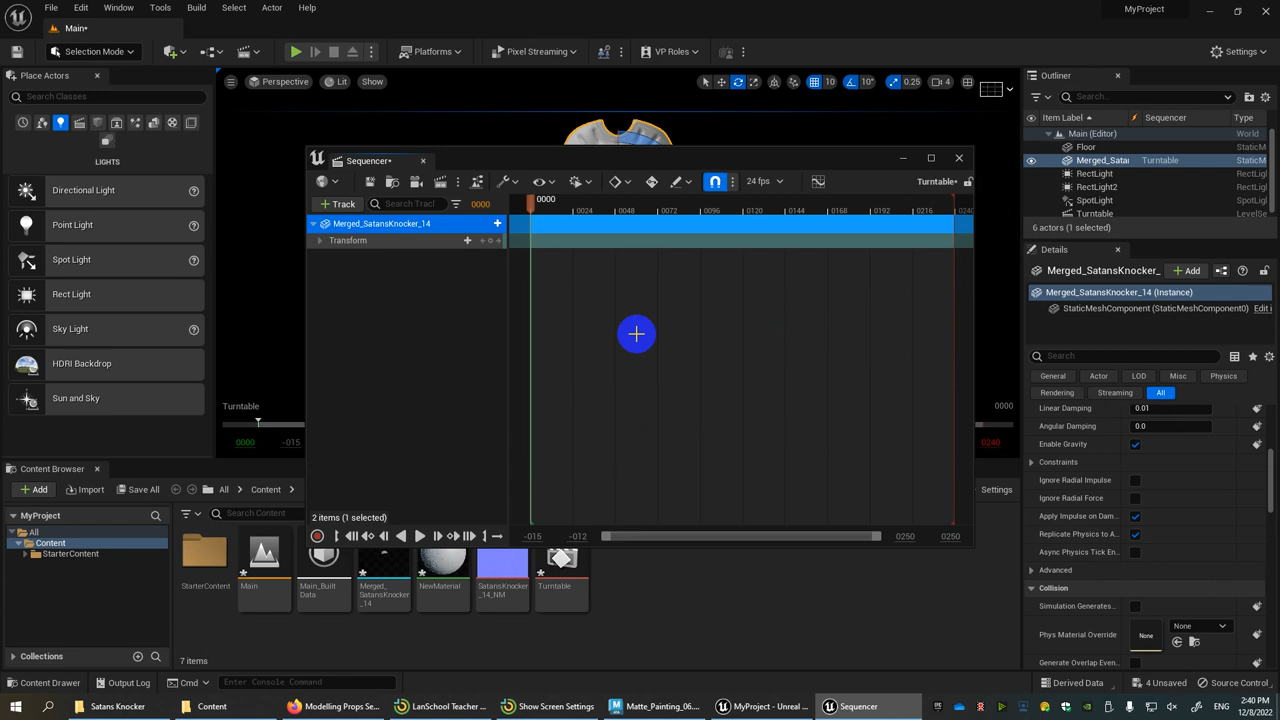 File Edit Window Tools Build Select Actor Help
MyProject
Main*
Selection Mode
Platforms
Pixel Streaming
VP Roles
Settings
Place Actors
Search Classes
LIGHTS
Directional Light
Point Light
Spot Light
Rect Light
Sky Light
HDRI Backdrop
Sun and Sky
Perspective Lit Show
10 10° 0.25 4
Turntable
0000
0000 -015
0240
Sequencer*
24 fps
Turntable*
+ Track
0000
0000
0024 0048 0072 0096 0120 0144 0168 0192 0216 0240
Merged_SatansKnocker_14
Transform
2 items (1 selected)
-015 -012 0250 0250
Outliner
Search...
Item Label Sequencer Type
Main (Editor) World
Floor StaticM
Merged_Satan Turntable StaticM
RectLight RectLig
RectLight2 RectLig
SpotLight SpotLig
Turntable LevelSe
6 actors (1 selected)
Details
Merged_SatansKnocker_
+ Add
Merged_SatansKnocker_14 (Instance)
StaticMeshComponent (StaticMeshComponent0) Edit i
Search
General Actor LOD Misc Physics
Rendering Streaming All
Linear Damping 0.01
Angular Damping 0.0
Enable Gravity
Constraints
Ignore Radial Impulse
Ignore Radial Force
Apply Impulse on Dam...
Replicate Physics to A...
Async Physics Tick En...
Advanced
Collision
Simulation Generates...
Phys Material Override None None
Generate Overlap Even...
Content Browser
+ Add Import Save All All Content
Settings
MyProject
Search Content
All
Content
StarterContent
Collections
StarterContent
Main
Main_Built
Data
Merged_
SatansKnocker
_14
NewMaterial
SatansKnocker
_14_NM
Turntable
7 items
Content Drawer Output Log Cmd Enter Console Command
Derived Data 4 Unsaved Source Control
Satans Knocker Content Modelling Props Se... LanSchool Teacher ... Show Screen Settings Matte_Painting_06.... MyProject - Unreal ... Sequencer
2:40 PM
12/8/2022